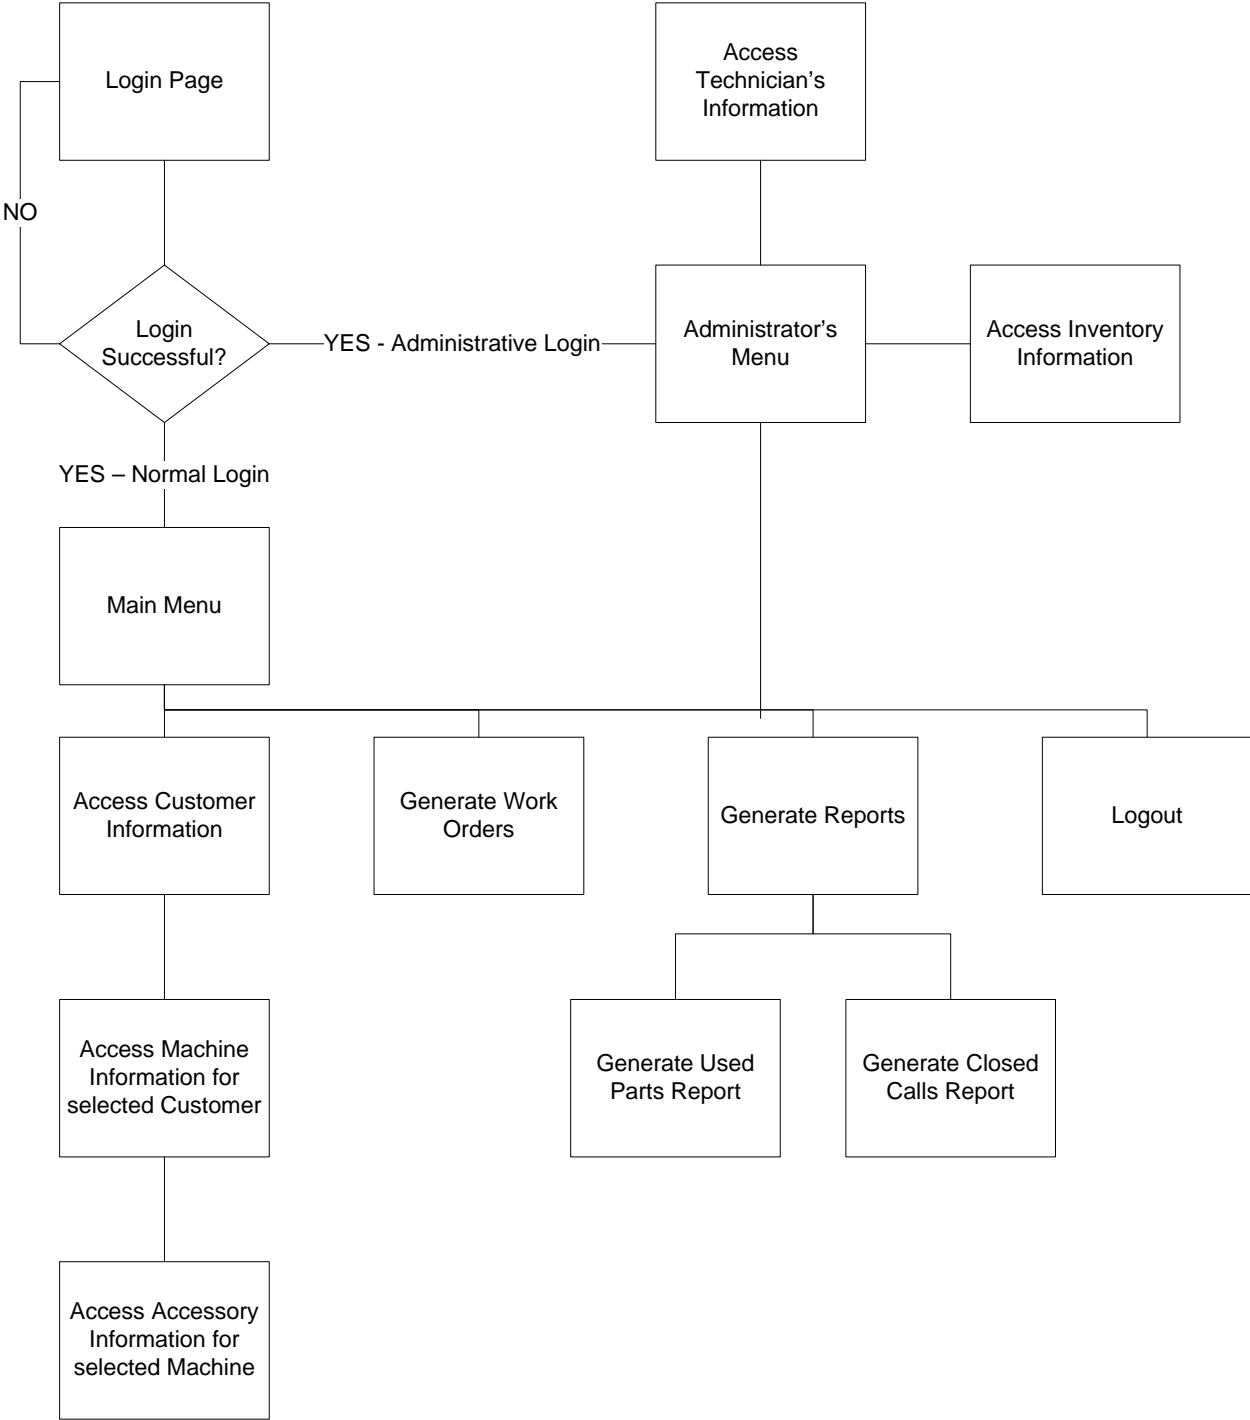 Login Page
Access
Technician's
Information
NO
Login
Successful?
YES - Administrative Login
Administrator's
Menu
Access Inventory
Information
YES – Normal Login
Main Menu
Access Customer
Information
Generate Work
Orders
Generate Reports
Logout
Access Machine
Information for
selected Customer
Generate Used
Parts Report
Generate Closed
Calls Report
Access Accessory
Information for
selected Machine